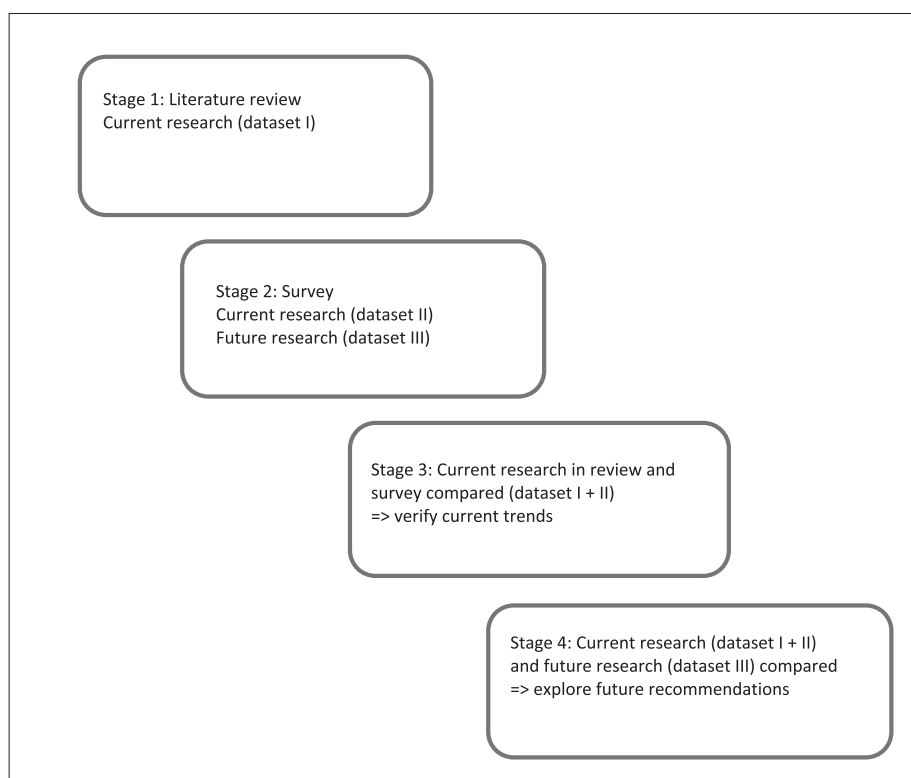 Stage 1: Literature review
Current research (dataset I)
Stage 2: Survey
Current research (dataset II)
Future research (dataset III)
Stage 3: Current research in review and
survey compared (dataset I + II)
=> verify current trends
Stage 4: Current research (dataset I + II)
and future research (dataset III) compared
=> explore future recommendations